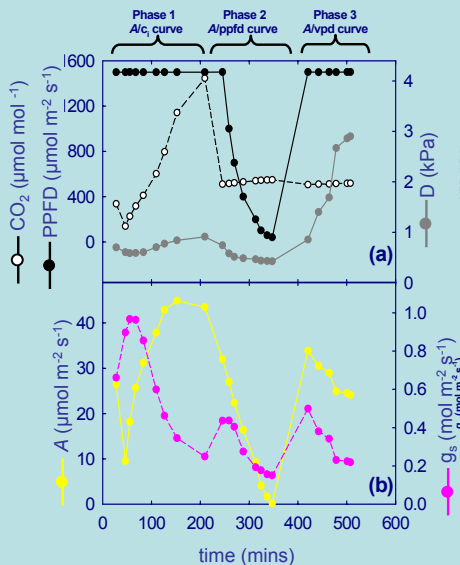 Phase 1 Phase 2 Phase 3
A/ci curve A/ppfd curve A/vpd curve
CO2 (μmol mol-1)
PPFD (μmol m-2 s-1)
1600
1200
800
400
0
4
3
2
1
0
D (kPa)
(a)
A (μmol m-2 s-1)
40
30
20
10
0
1.0
0.8
0.6
0.4
0.2
0.0
gs (mol m-2 s-1)
(b)
0 100 200 300 400 500 600
time (mins)